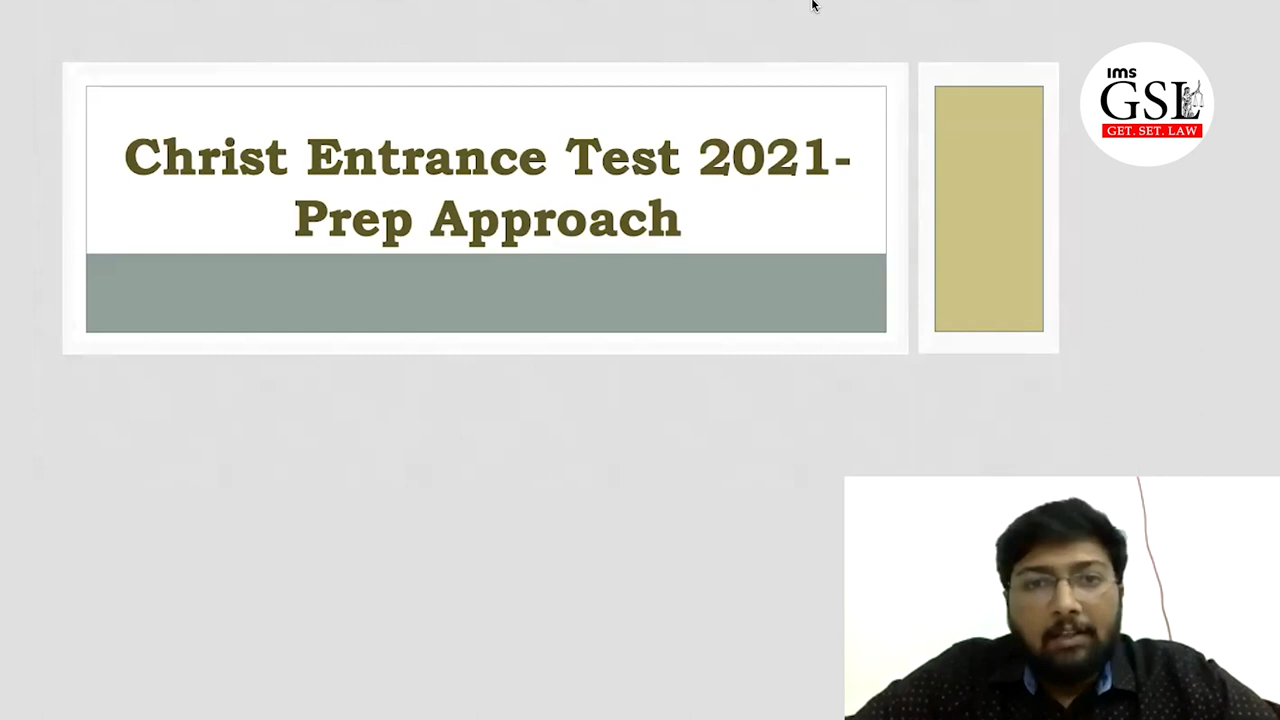 Christ Entrance Test 2021-
Prep Approach
ims
GSL
GET. SET. LAW